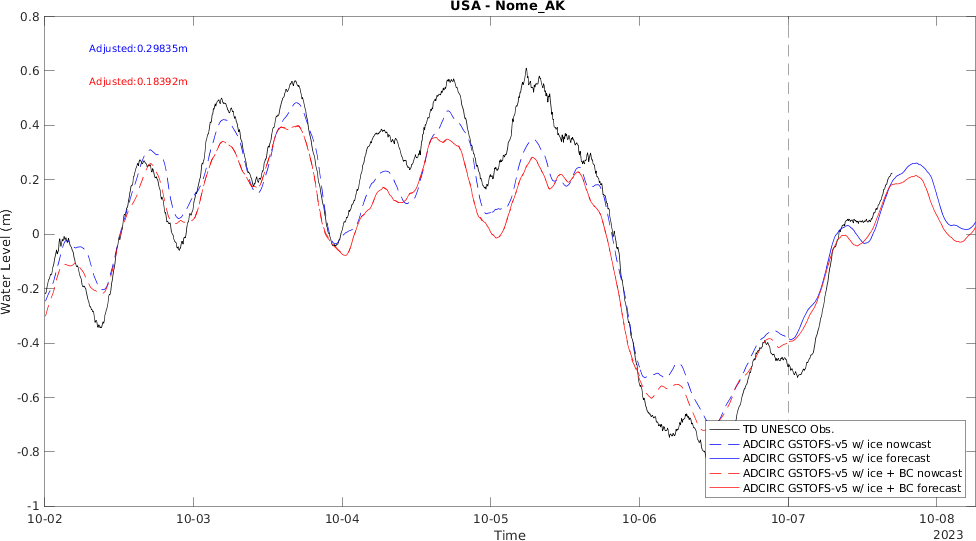 USA - Nome_AK
Adjusted:0.29835m
Adjusted:0.18392m
Water Level (m)
0.8
0.6
0.4
0.2
0
-0.2
-0.4
-0.6
-0.8
-1
TD UNESCO Obs.
ADCIRC GSTOFS-v5 w/ ice nowcast
ADCIRC GSTOFS-v5 w/ ice forecast
ADCIRC GSTOFS-v5 w/ ice + BC nowcast
ADCIRC GSTOFS-v5 w/ ice + BC forecast
10-02 10-03 10-04 10-05 10-06 10-07 10-08
Time
2023